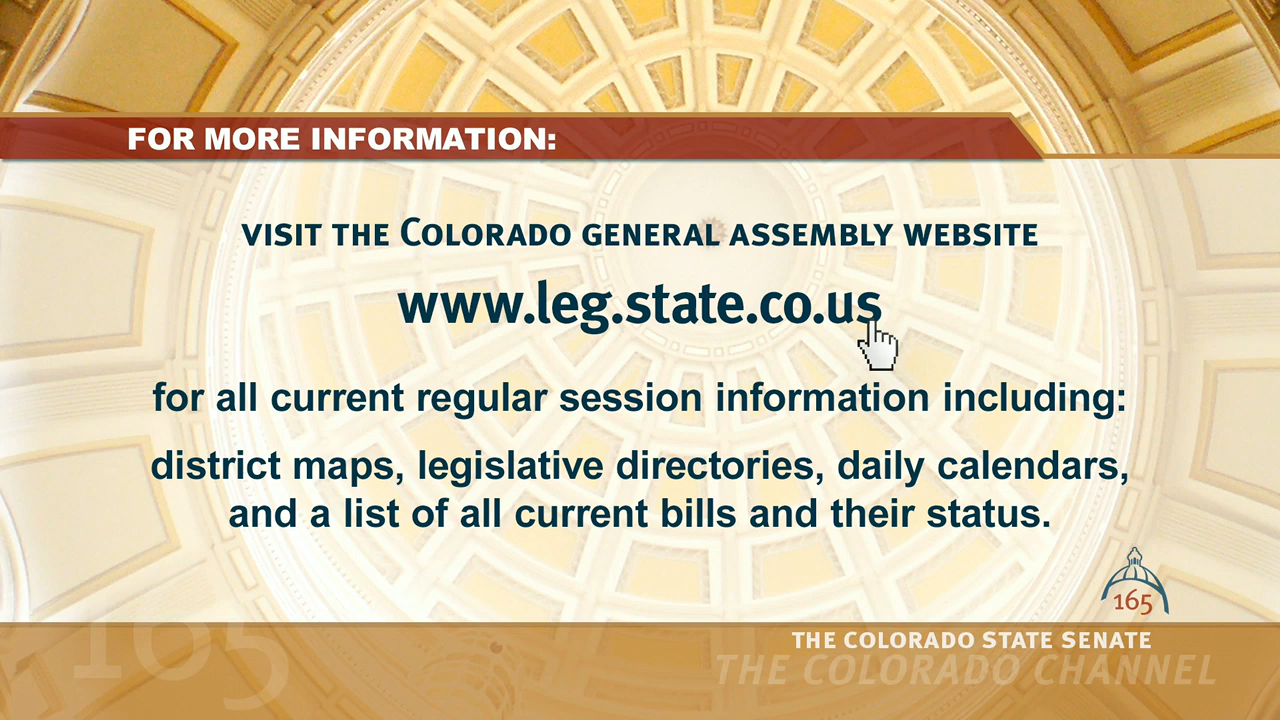 FOR MORE INFORMATION:
VISIT THE COLORADO GENERAL ASSEMBLY WEBSITE
www.leg.state.co.us
for all current regular session information including:
district maps, legislative directories, daily calendars,
and a list of all current bills and their status.
165
165
THE COLORADO STATE SENATE
THE COLORADO CHANNEL